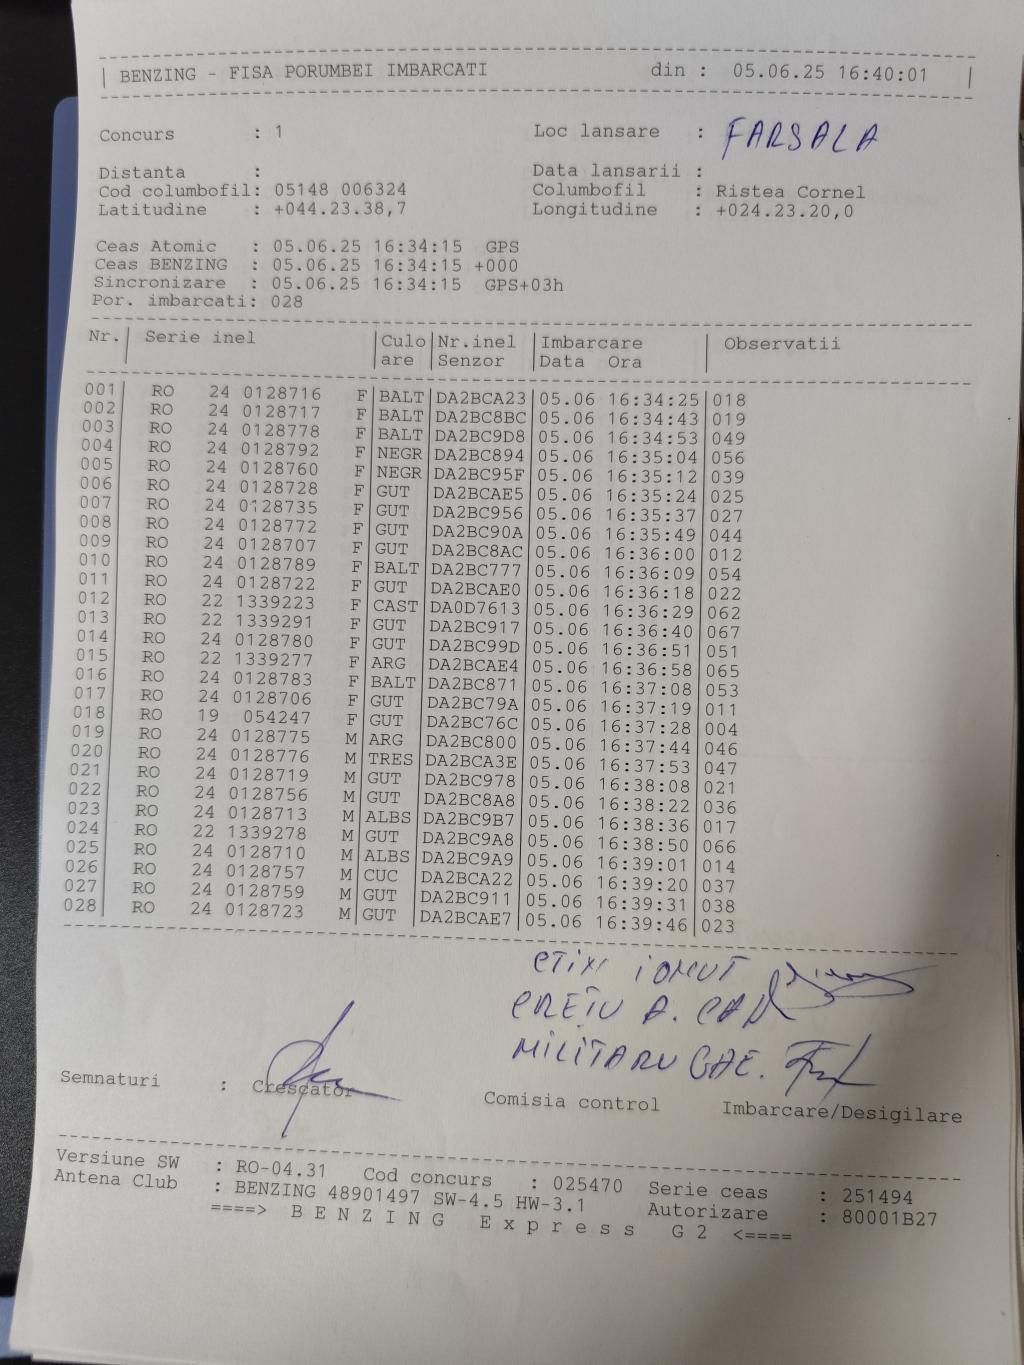 BENZING - FISA PORUMBEI IMBARCATI din : 05.06.25 16:40:01
Concurs : 1 Loc lansare : FARSALA
Distanta : Data lansarii :
Cod columbofil: 05148 006324 Columbofil : Ristea Cornel
Latitudine : +044.23.38,7 Longitudine : +024.23.20,0
Ceas Atomic : 05.06.25 16:34:15 GPS
Ceas BENZING : 05.06.25 16:34:15 +000
Sincronizare : 05.06.25 16:34:15 GPS+03h
Por. imbarcati: 028
Nr. Serie inel Culo Nr.inel Imbarcare Observatii
are Senzor Data Ora
001 RO 24 0128716 F BALT DA2BCA23 05.06 16:34:25 018
002 RO 24 0128717 F BALT DA2BC8BC 05.06 16:34:43 019
003 RO 24 0128778 F BALT DA2BC9D8 05.06 16:34:53 049
004 RO 24 0128792 F NEGR DA2BC894 05.06 16:35:04 056
005 RO 24 0128760 F NEGR DA2BC95F 05.06 16:35:12 039
006 RO 24 0128728 F GUT DA2BCAE5 05.06 16:35:24 025
007 RO 24 0128735 F GUT DA2BC956 05.06 16:35:37 027
008 RO 24 0128772 F GUT DA2BC90A 05.06 16:35:49 044
009 RO 24 0128707 F GUT DA2BC8AC 05.06 16:36:00 012
010 RO 24 0128789 F BALT DA2BC777 05.06 16:36:09 054
011 RO 24 0128722 F GUT DA2BCAE0 05.06 16:36:18 022
012 RO 22 1339223 F CAST DA0D7613 05.06 16:36:29 062
013 RO 22 1339291 F GUT DA2BC917 05.06 16:36:40 067
014 RO 24 0128780 F GUT DA2BC99D 05.06 16:36:51 051
015 RO 22 1339277 F ARG DA2BCAE4 05.06 16:36:58 065
016 RO 24 0128783 F BALT DA2BC871 05.06 16:37:08 053
017 RO 24 0128706 F GUT DA2BC79A 05.06 16:37:19 011
018 RO 19 054247 F GUT DA2BC76C 05.06 16:37:28 004
019 RO 24 0128775 M ARG DA2BC800 05.06 16:37:44 046
020 RO 24 0128776 M TRES DA2BCA3E 05.06 16:37:53 047
021 RO 24 0128719 M GUT DA2BC978 05.06 16:38:08 021
022 RO 24 0128756 M GUT DA2BC8A8 05.06 16:38:22 036
023 RO 24 0128713 M ALBS DA2BC9B7 05.06 16:38:36 017
024 RO 22 1339278 M GUT DA2BC9A8 05.06 16:38:50 066
025 RO 24 0128710 M ALBS DA2BC9A9 05.06 16:39:01 014
026 RO 24 0128757 M CUC DA2BCA22 05.06 16:39:20 037
027 RO 24 0128759 M GUT DA2BC911 05.06 16:39:31 038
028 RO 24 0128723 M GUT DA2BCAE7 05.06 16:39:46 023
IONUT
CREȚU A.
MILITARU GHE.
Semnaturi : Crescator Comisia control Imbarcare/Desigilare
Versiune SW : RO-04.31 Cod concurs : 025470 Serie ceas : 251494
Antena Club : BENZING 48901497 SW-4.5 HW-3.1 Autorizare : 80001B27
====> B E N Z I N G E x p r e s s G 2 <====